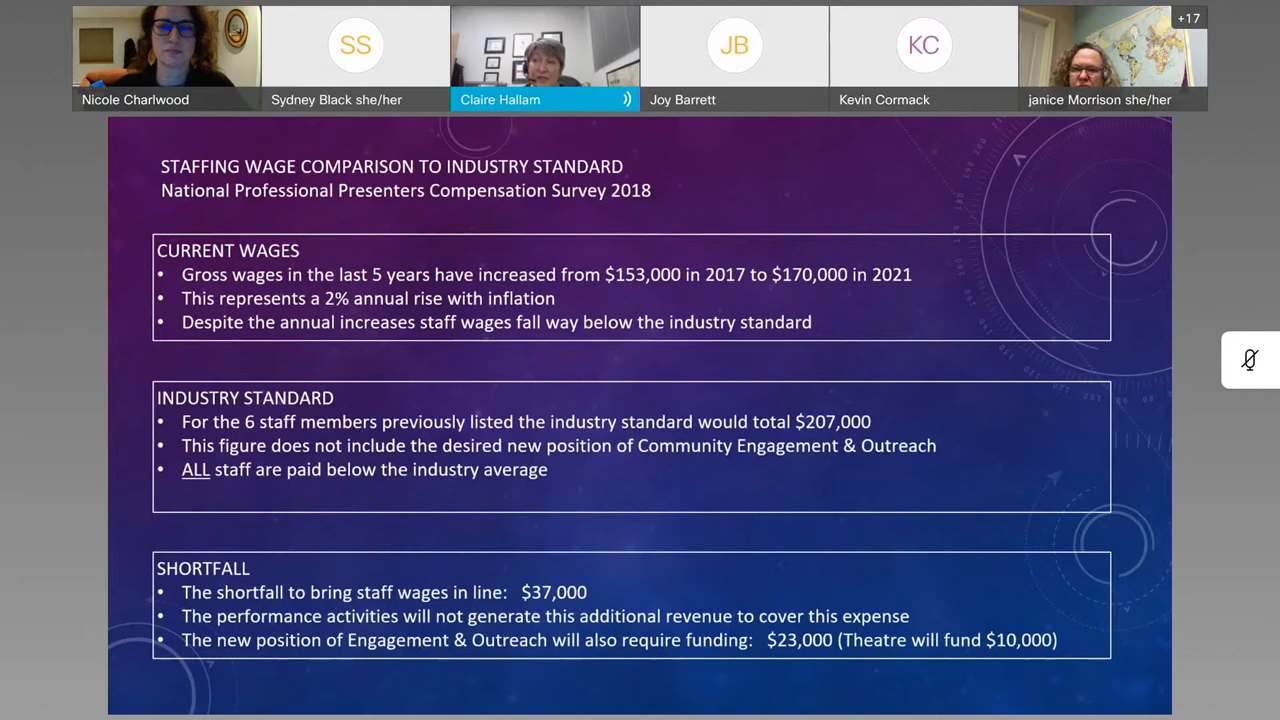 +17
SS
JB
KC
Nicole Charlwood
Sydney Black she/her
Claire Hallam
Joy Barrett
Kevin Cormack
janice Morrison she/her
STAFFING WAGE COMPARISON TO INDUSTRY STANDARD
National Professional Presenters Compensation Survey 2018
CURRENT WAGES
• Gross wages in the last 5 years have increased from $153,000 in 2017 to $170,000 in 2021
• This represents a 2% annual rise with inflation
• Despite the annual increases staff wages fall way below the industry standard
INDUSTRY STANDARD
• For the 6 staff members previously listed the industry standard would total $207,000
• This figure does not include the desired new position of Community Engagement & Outreach
• ALL staff are paid below the industry average
SHORTFALL
• The shortfall to bring staff wages in line: $37,000
• The performance activities will not generate this additional revenue to cover this expense
• The new position of Engagement & Outreach will also require funding: $23,000 (Theatre will fund $10,000)